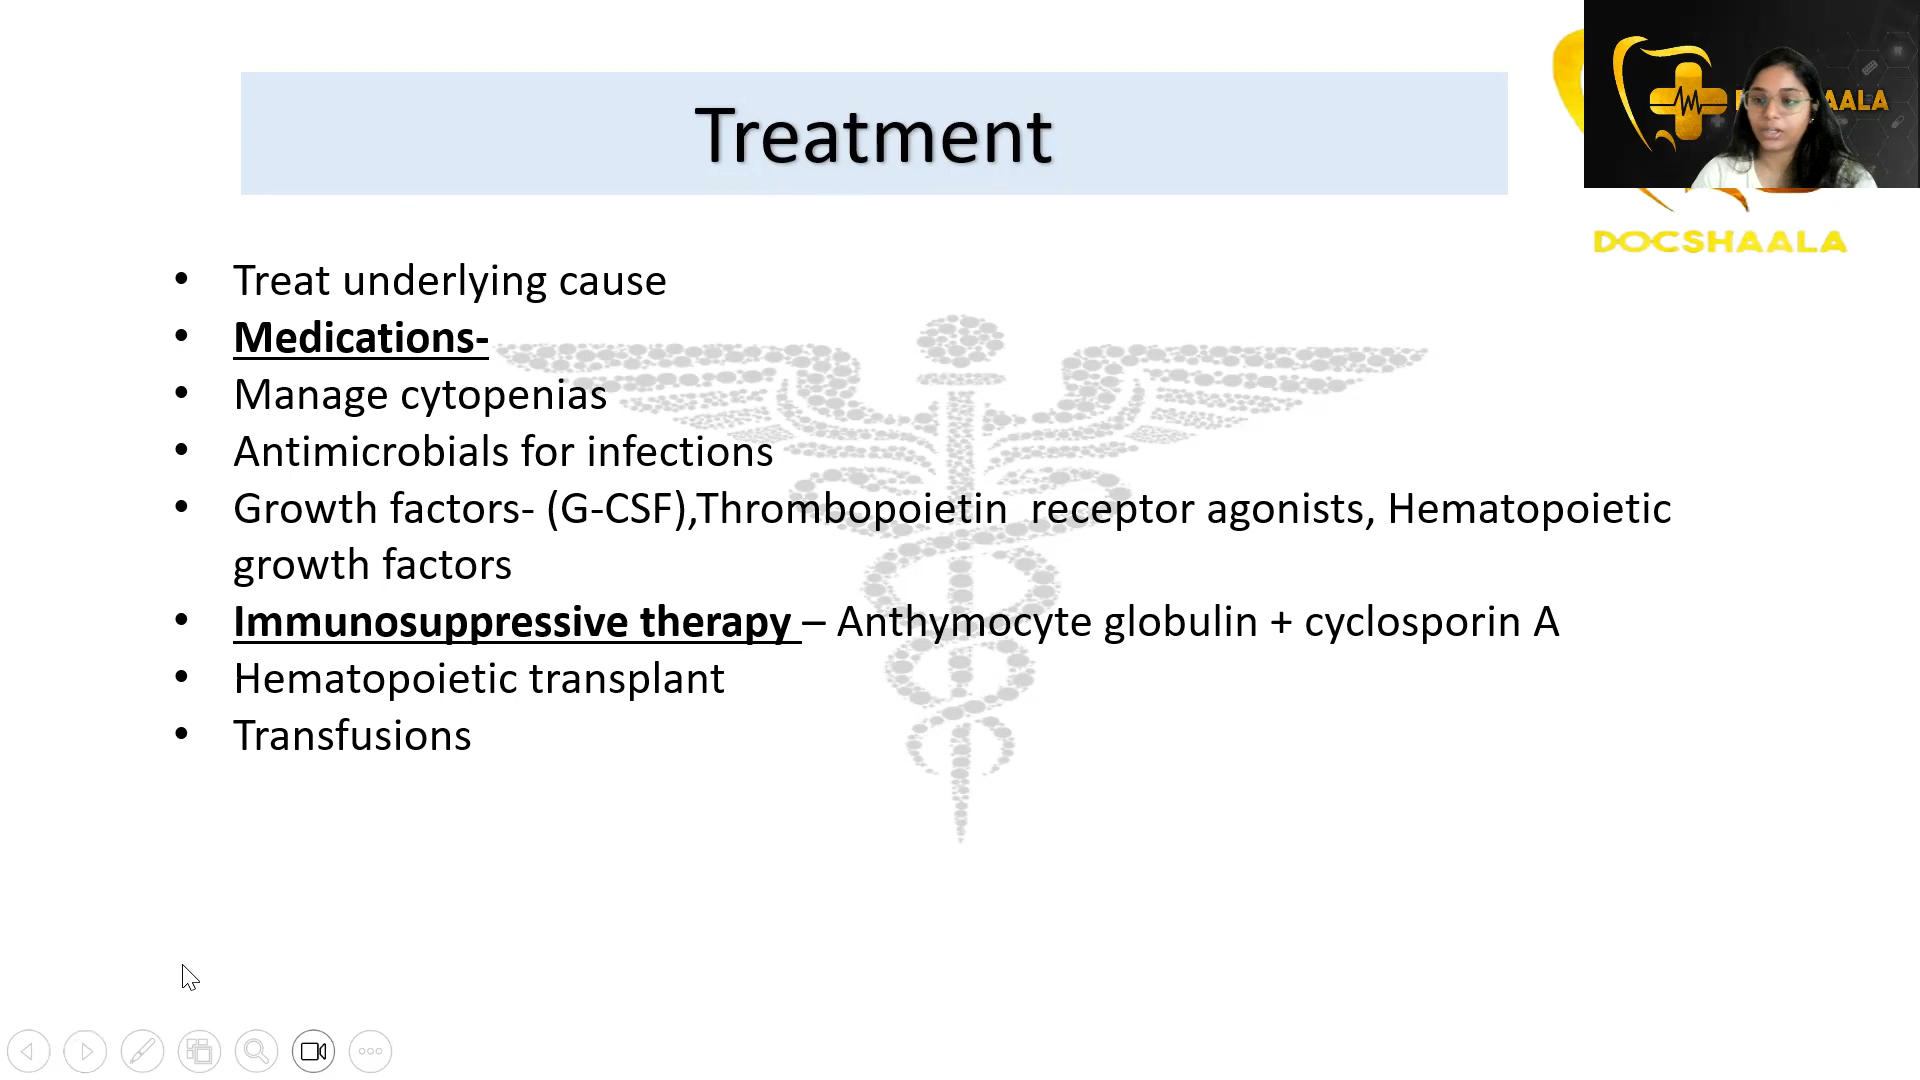 Treatment
AALA
DOCSHAALA
• Treat underlying cause
• Medications-
• Manage cytopenias
• Antimicrobials for infections
• Growth factors- (G-CSF),Thrombopoietin receptor agonists, Hematopoietic
growth factors
• Immunosuppressive therapy – Anthymocyte globulin + cyclosporin A
• Hematopoietic transplant
• Transfusions